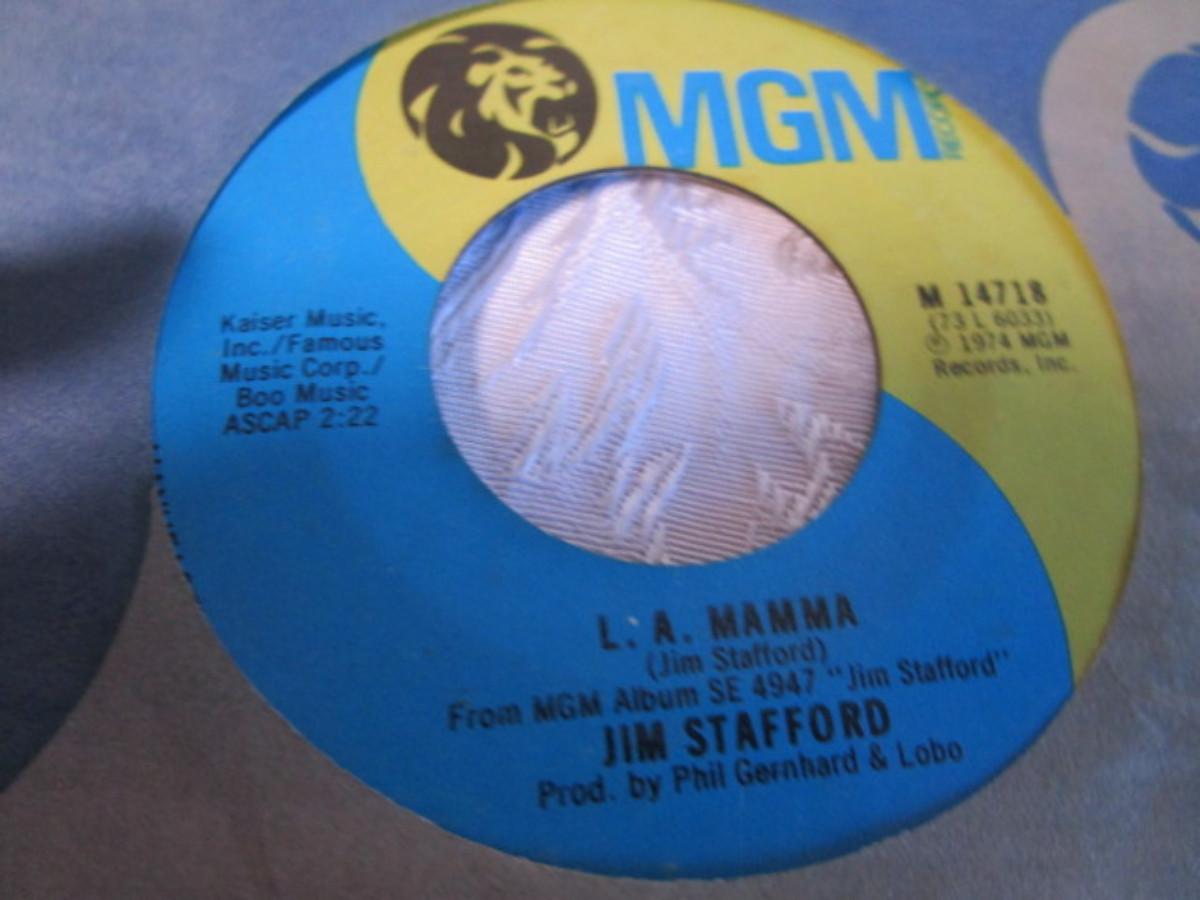 MGM
RECORDS
M 14718
(73 L 6033)
℗ 1974 MGM
Records, Inc.
Kaiser Music,
Inc./Famous
Music Corp./
Boo Music
ASCAP 2:22
L. A. MAMMA
(Jim Stafford)
From MGM Album SE 4947 "Jim Stafford"
JIM STAFFORD
Prod. by Phil Gernhard & Lobo